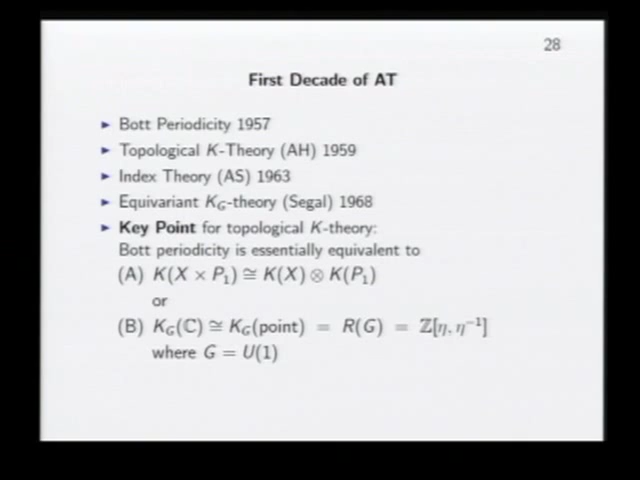 28
First Decade of AT
► Bott Periodicity 1957
► Topological K-Theory (AH) 1959
► Index Theory (AS) 1963
► Equivariant K_G-theory (Segal) 1968
► Key Point for topological K-theory:
Bott periodicity is essentially equivalent to
(A) K(X × P₁) ≅ K(X) ⊗ K(P₁)
or
(B) K_G(ℂ) ≅ K_G(point) = R(G) = ℤ[η, η⁻¹]
where G = U(1)